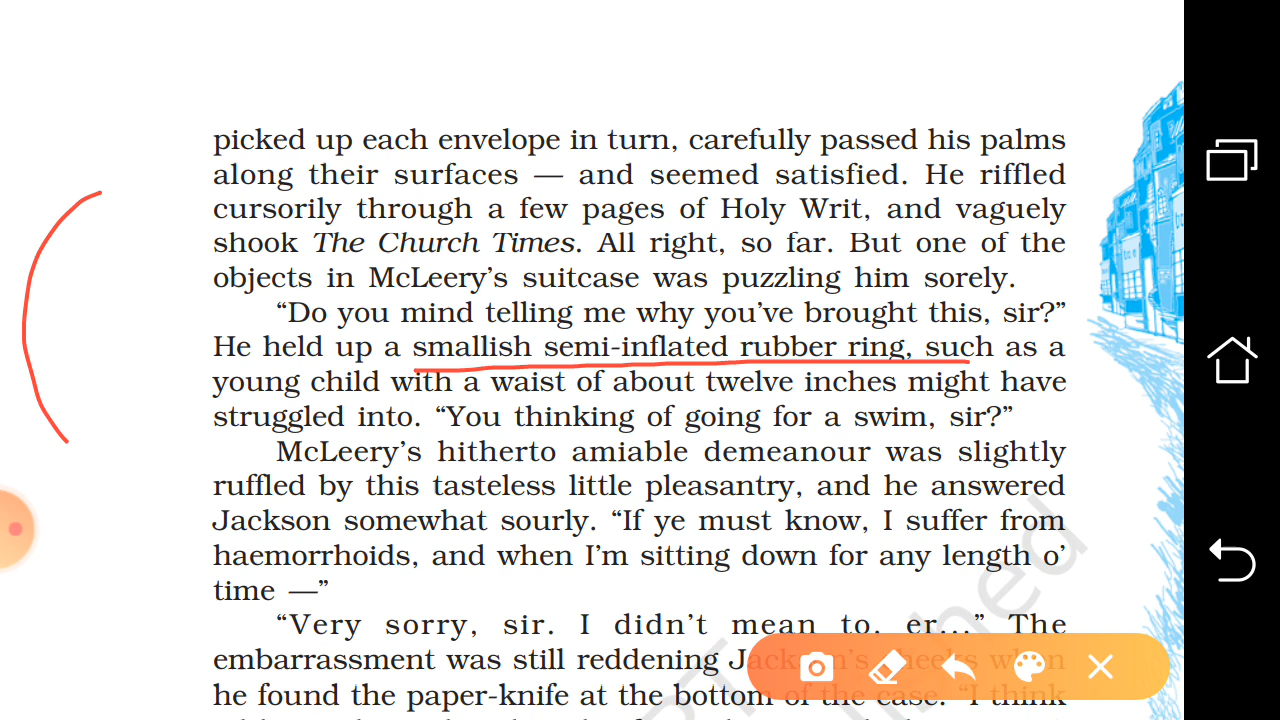 picked up each envelope in turn, carefully passed his palms
along their surfaces — and seemed satisfied. He riffled
cursorily through a few pages of Holy Writ, and vaguely
shook The Church Times. All right, so far. But one of the
objects in McLeery’s suitcase was puzzling him sorely.
“Do you mind telling me why you’ve brought this, sir?”
He held up a smallish semi-inflated rubber ring, such as a
young child with a waist of about twelve inches might have
struggled into. “You thinking of going for a swim, sir?”
McLeery’s hitherto amiable demeanour was slightly
ruffled by this tasteless little pleasantry, and he answered
Jackson somewhat sourly. “If ye must know, I suffer from
haemorrhoids, and when I’m sitting down for any length o’
time —”
“Very sorry, sir. I didn’t mean to, er...” The
embarrassment was still reddening Jackson’s cheeks when
he found the paper-knife at the bottom of the case. “I think